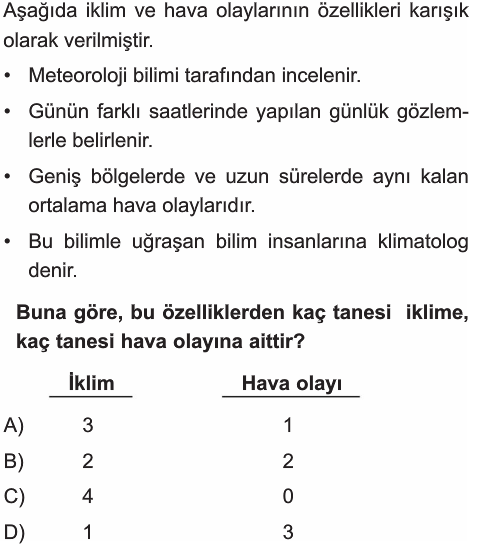 Aşağıda iklim ve hava olaylarının özellikleri karışık
olarak verilmiştir.
• Meteoroloji bilimi tarafından incelenir.
• Günün farklı saatlerinde yapılan günlük gözlem-
lerle belirlenir.
• Geniş bölgelerde ve uzun sürelerde aynı kalan
ortalama hava olaylarıdır.
• Bu bilimle uğraşan bilim insanlarına klimatolog
denir.
Buna göre, bu özelliklerden kaç tanesi iklime,
kaç tanesi hava olayına aittir?
İklim Hava olayı
A) 3 1
B) 2 2
C) 4 0
D) 1 3